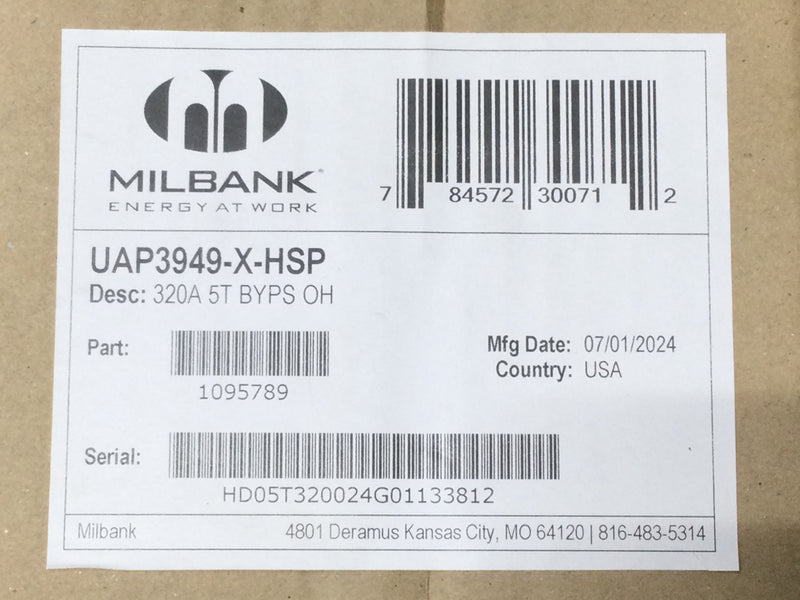 MILBANK
ENERGY AT WORK
7 84572 30071 2
UAP3949-X-HSP
Desc: 320A 5T BYPS OH
Part:
1095789
Mfg Date: 07/01/2024
Country: USA
Serial:
HD05T320024G01133812
Milbank 4801 Deramus Kansas City, MO 64120 | 816-483-5314